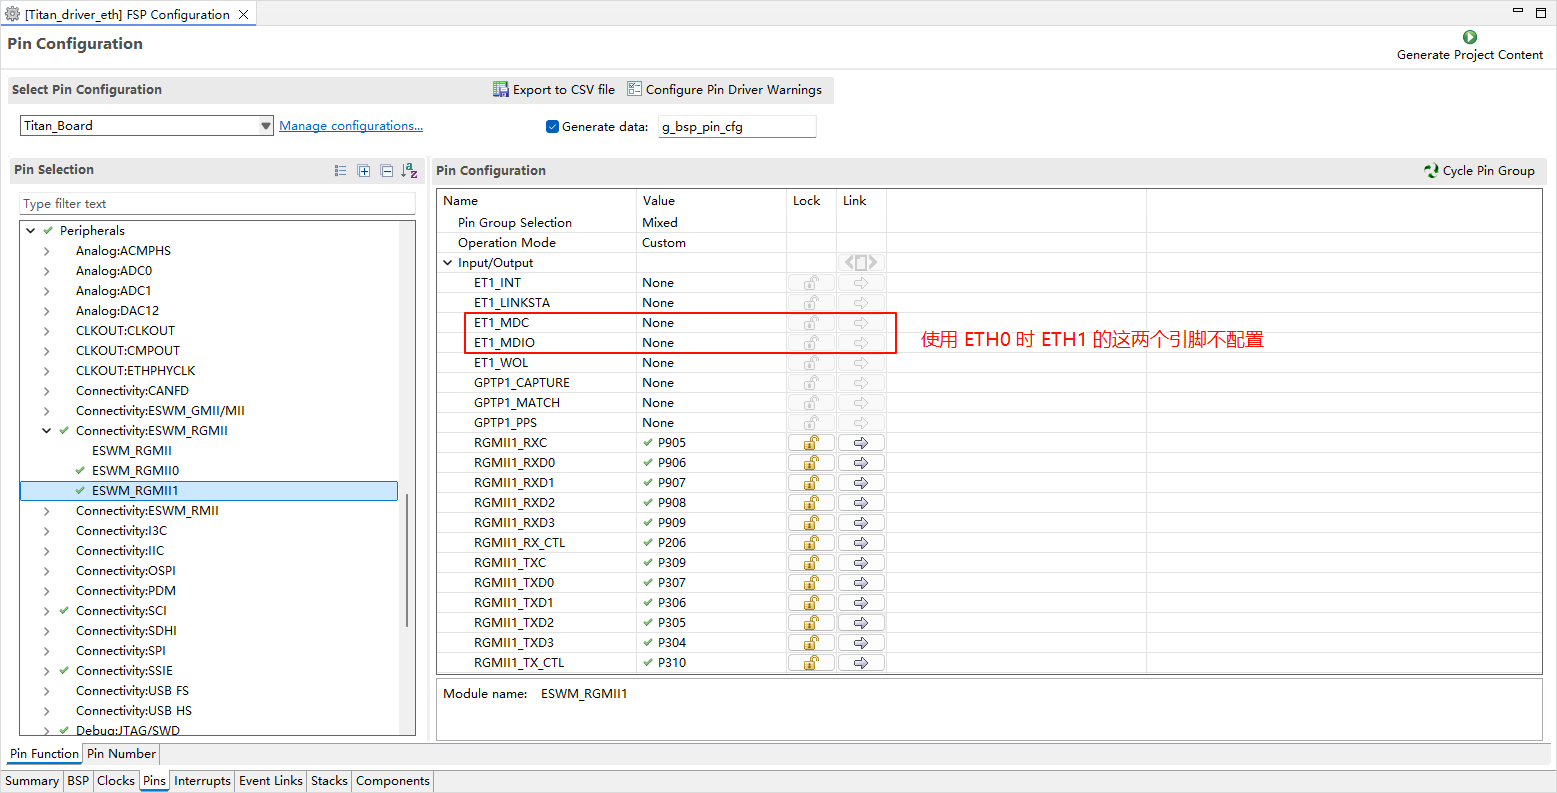 [Titan_driver_eth] FSP Configuration
Pin Configuration
Generate Project Content
Select Pin Configuration
Export to CSV file
Configure Pin Driver Warnings
Titan_Board
Manage configurations...
Generate data:
g_bsp_pin_cfg
Pin Selection
Type filter text
Peripherals
Analog:ACMPHS
Analog:ADC0
Analog:ADC1
Analog:DAC12
CLKOUT:CLKOUT
CLKOUT:CMPOUT
CLKOUT:ETHPHYCLK
Connectivity:CANFD
Connectivity:ESWM_GMII/MII
Connectivity:ESWM_RGMII
ESWM_RGMII
ESWM_RGMII0
ESWM_RGMII1
Connectivity:ESWM_RMII
Connectivity:I3C
Connectivity:IIC
Connectivity:OSPI
Connectivity:PDM
Connectivity:SCI
Connectivity:SDHI
Connectivity:SPI
Connectivity:SSIE
Connectivity:USB FS
Connectivity:USB HS
Debug:JTAG/SWD
Pin Configuration
Cycle Pin Group
Name Value Lock Link
Pin Group Selection Mixed
Operation Mode Custom
Input/Output
ET1_INT None
ET1_LINKSTA None
ET1_MDC None
ET1_MDIO None
使用 ETH0 时 ETH1 的这两个引脚不配置
ET1_WOL None
GPTP1_CAPTURE None
GPTP1_MATCH None
GPTP1_PPS None
RGMII1_RXC P905
RGMII1_RXD0 P906
RGMII1_RXD1 P907
RGMII1_RXD2 P908
RGMII1_RXD3 P909
RGMII1_RX_CTL P206
RGMII1_TXC P309
RGMII1_TXD0 P307
RGMII1_TXD1 P306
RGMII1_TXD2 P305
RGMII1_TXD3 P304
RGMII1_TX_CTL P310
Module name: ESWM_RGMII1
Pin Function Pin Number
Summary BSP Clocks Pins Interrupts Event Links Stacks Components